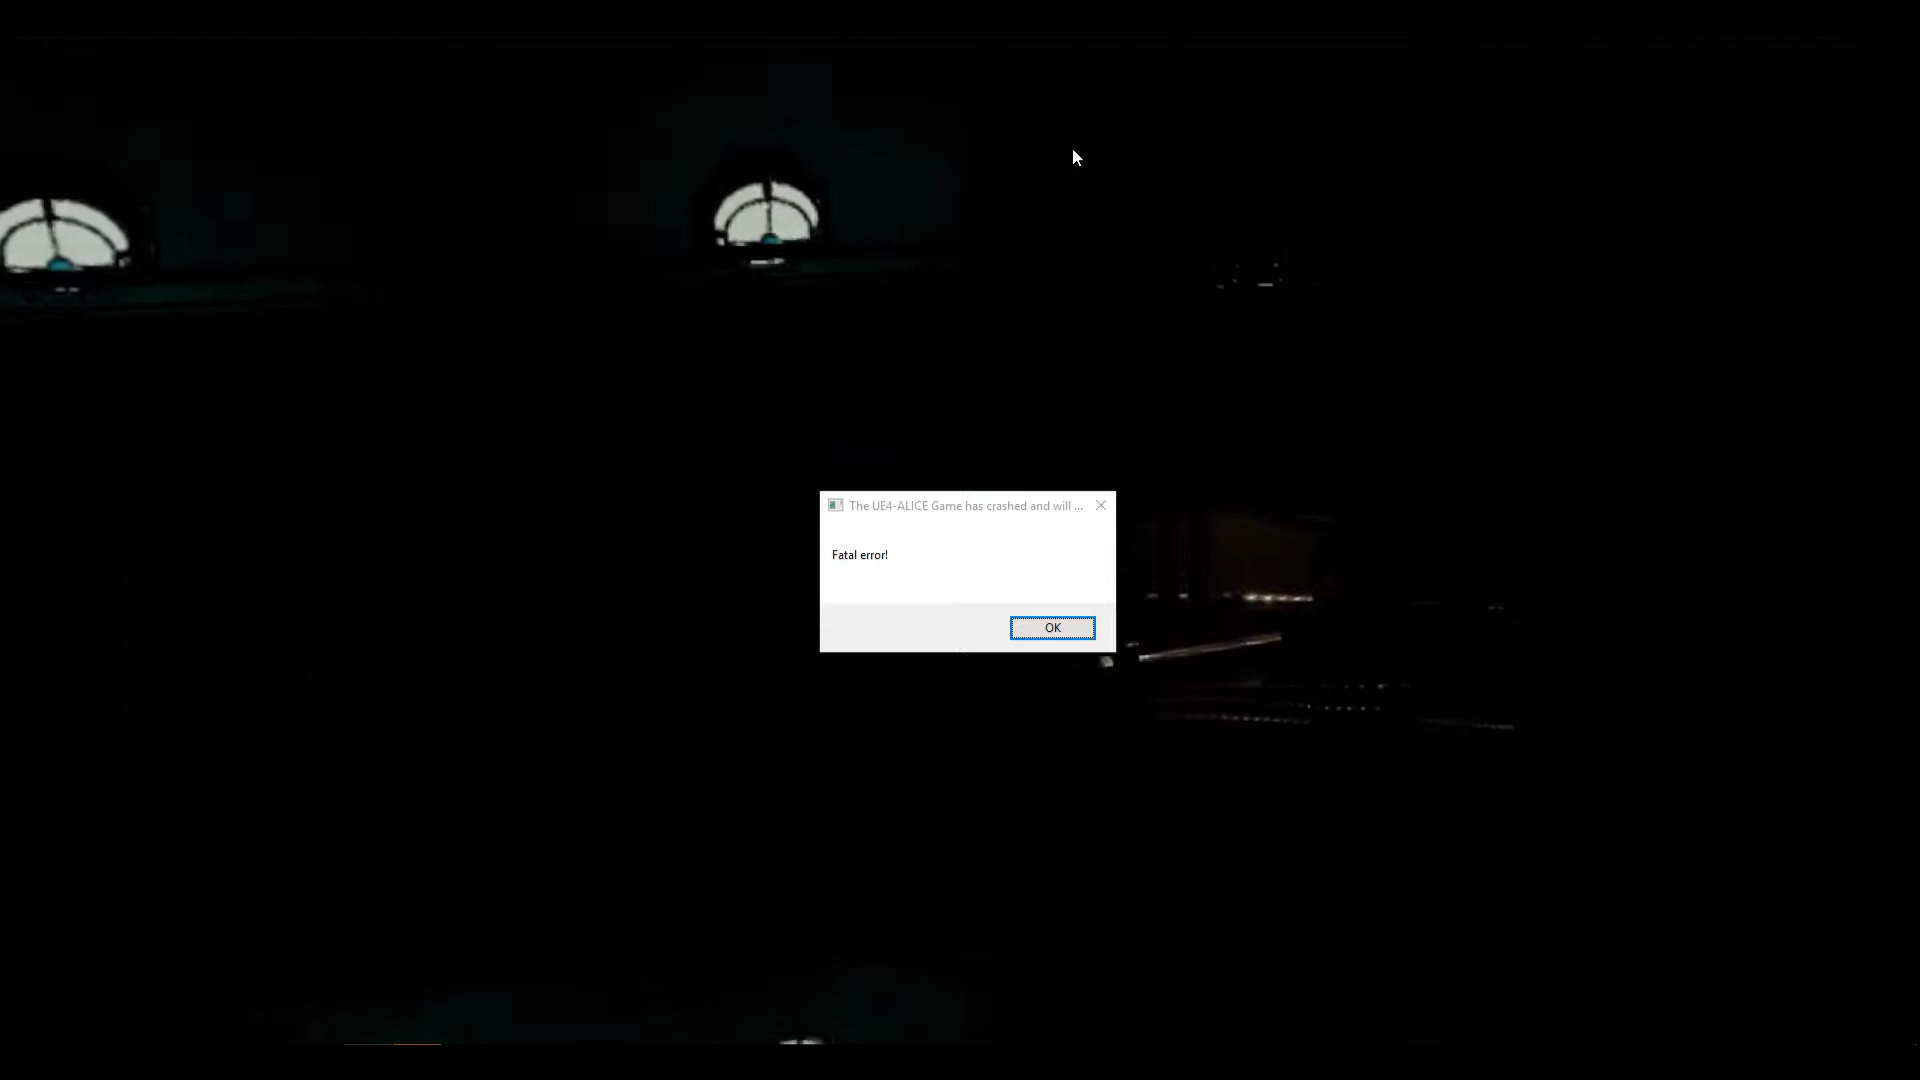 The UE4-ALICE Game has crashed and will ...
Fatal error!
OK